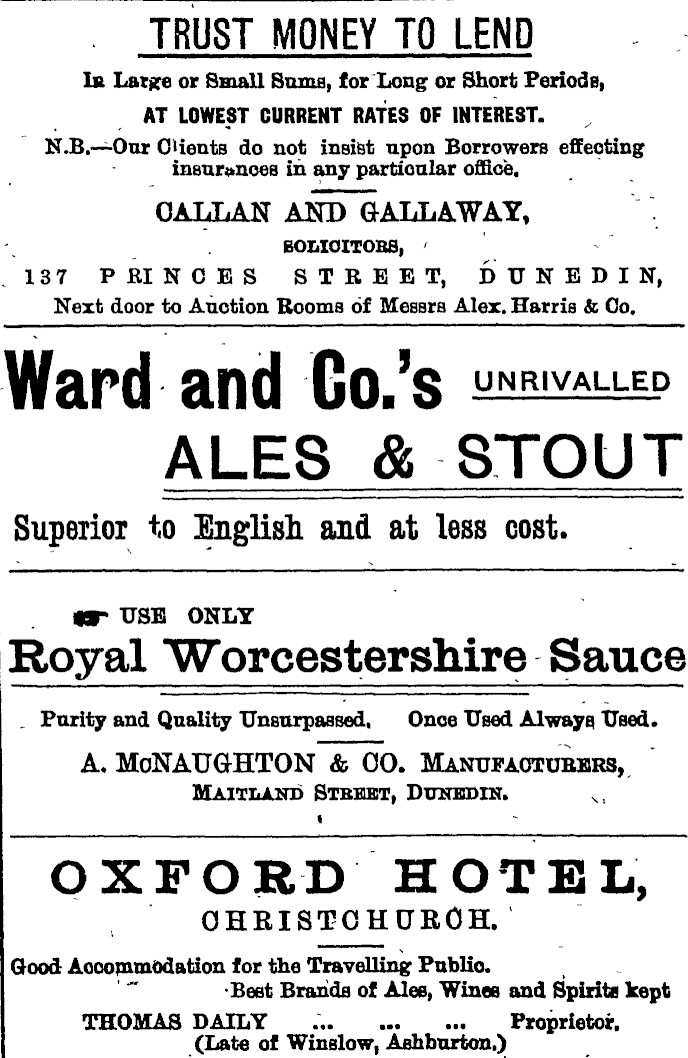 TRUST MONEY TO LEND
In Large or Small Sums, for Long or Short Periods,
AT LOWEST CURRENT RATES OF INTEREST.
N.B.—Our Clients do not insist upon Borrowers effecting
insurances in any particular office.
CALLAN AND GALLAWAY,
SOLICITORS,
137 PRINCES STREET, DUNEDIN,
Next door to Auction Rooms of Messrs Alex. Harris & Co.
Ward and Co.'s UNRIVALLED
ALES & STOUT
Superior to English and at less cost.
USE ONLY
Royal Worcestershire Sauce
Purity and Quality Unsurpassed. Once Used Always Used.
A. McNAUGHTON & CO. MANUFACTURERS,
MAITLAND STREET, DUNEDIN.
OXFORD HOTEL,
CHRISTCHURCH.
Good Accommodation for the Travelling Public.
Best Brands of Ales, Wines and Spirits kept
THOMAS DAILY ... ... ... Proprietor.
(Late of Winslow, Ashburton.)